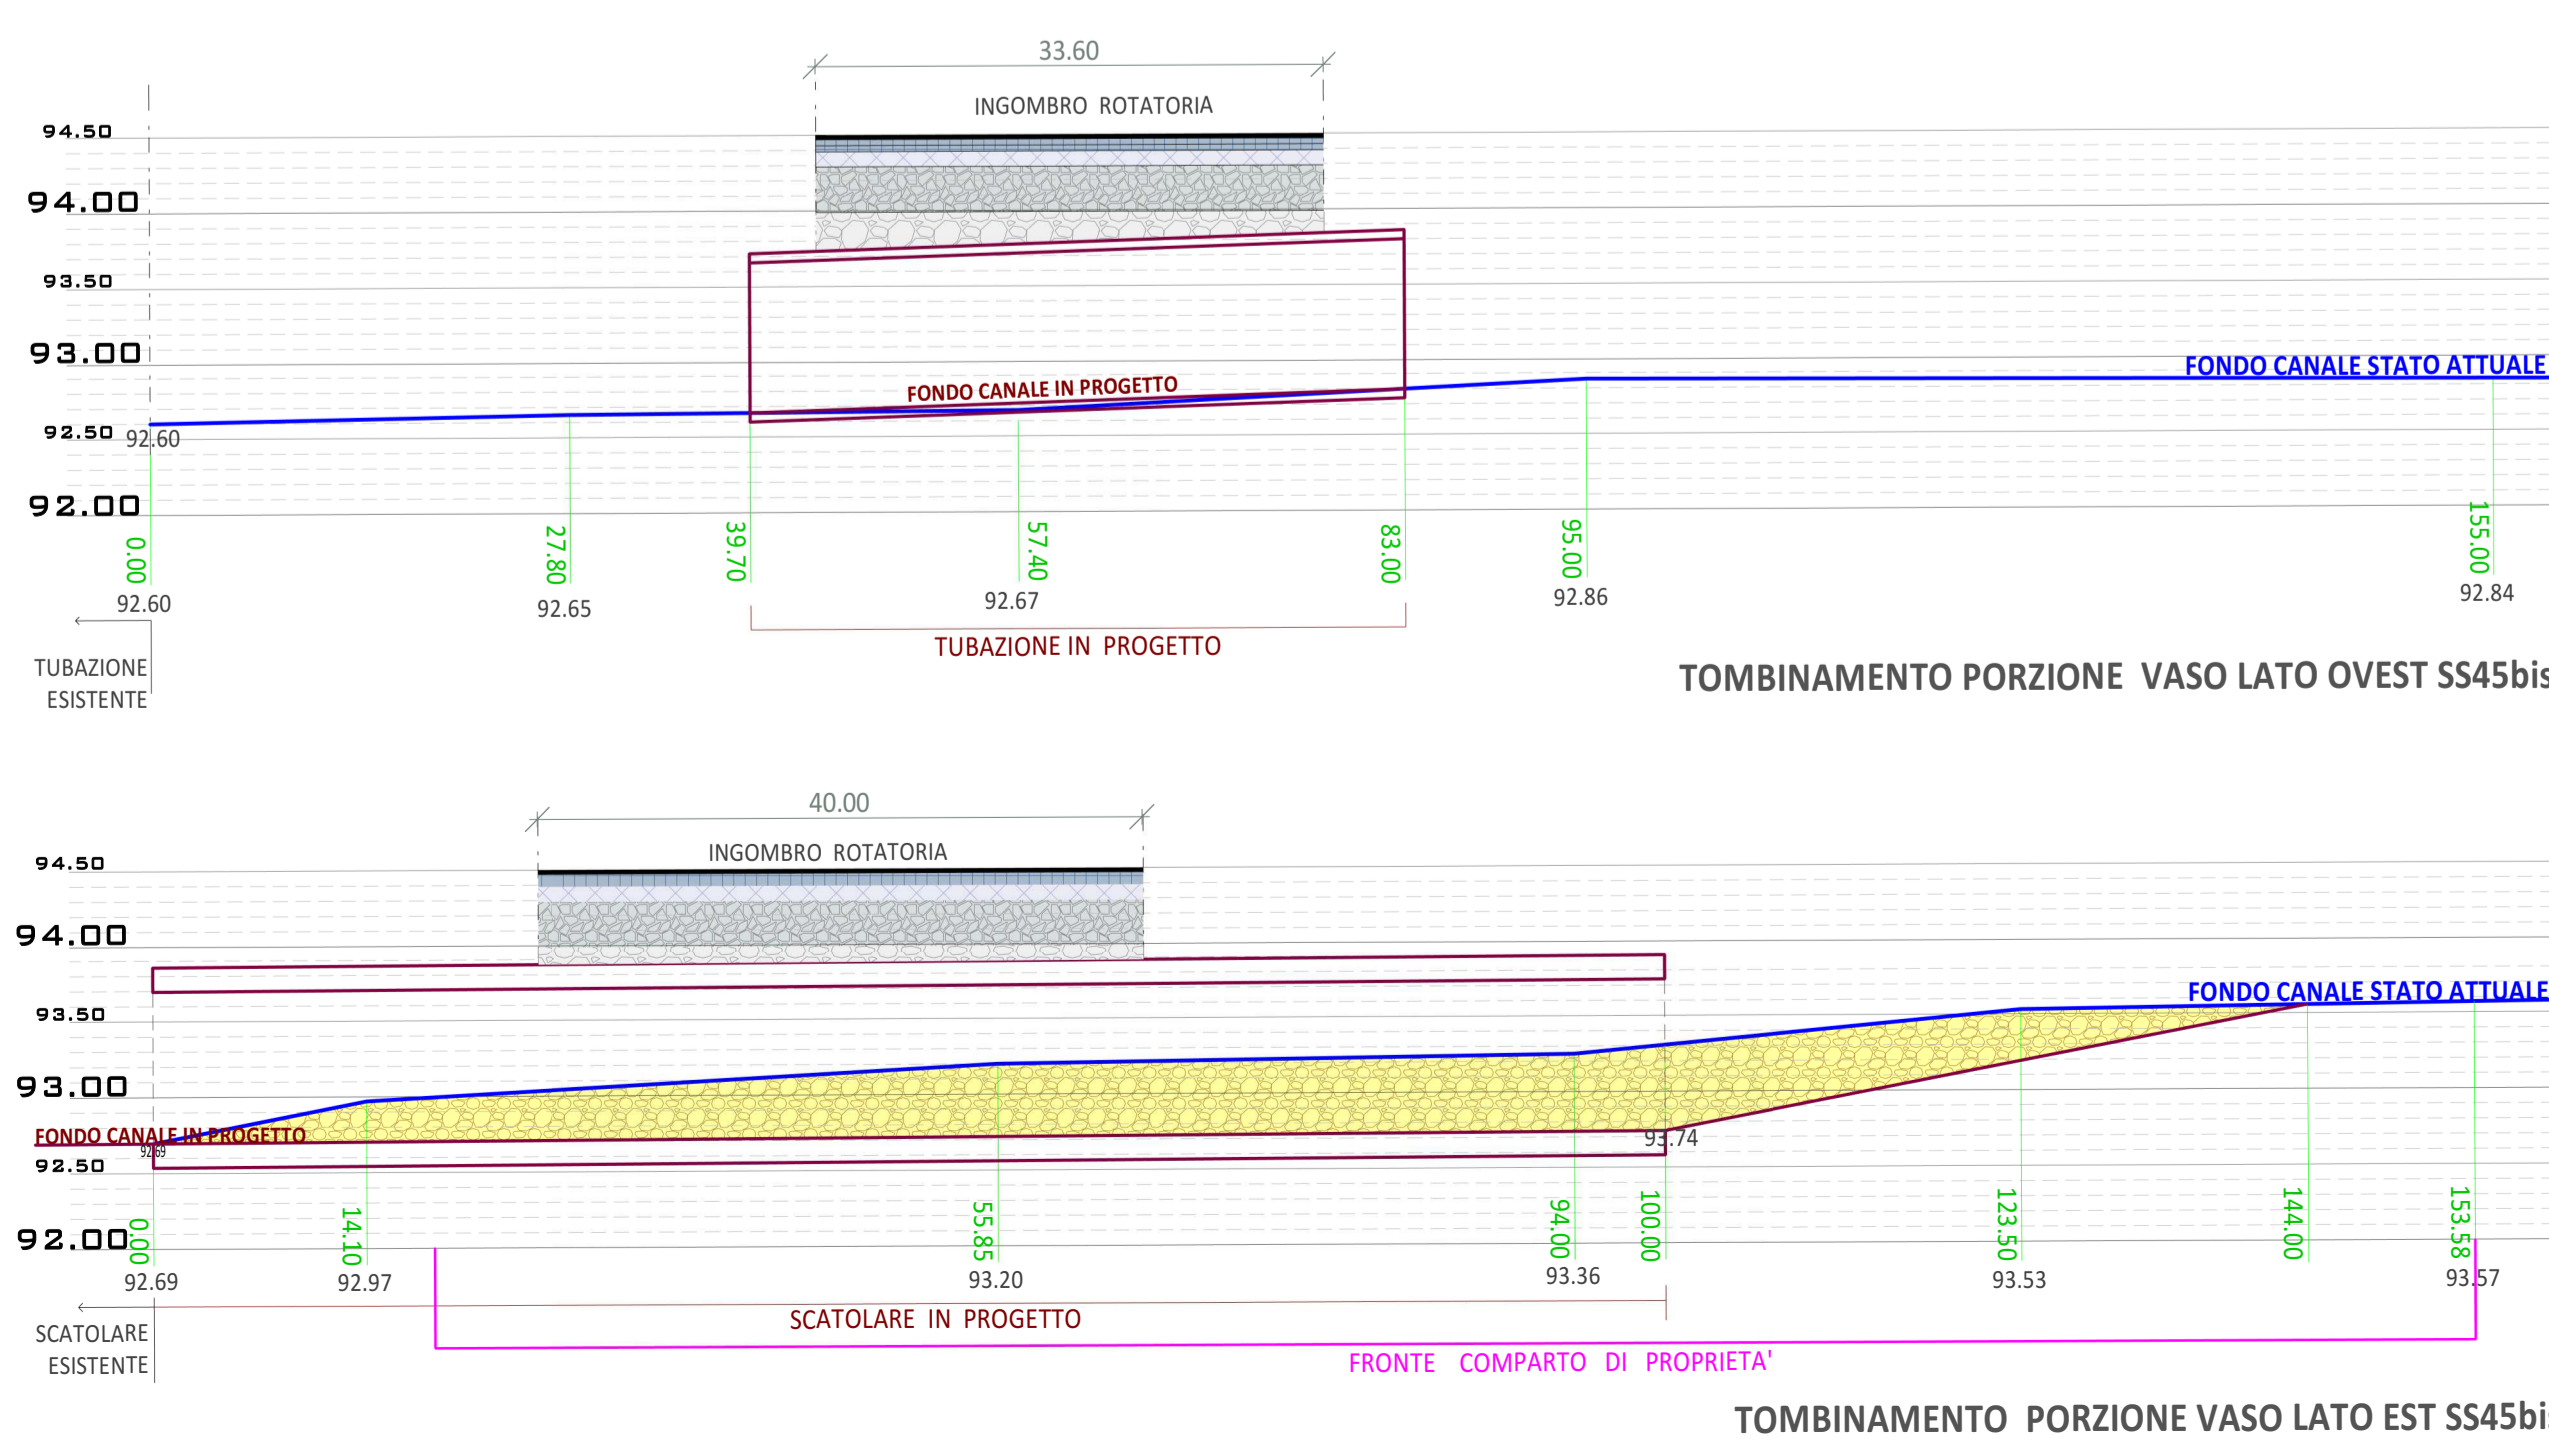 33.60
INGOMBRO ROTATORIA
94.50
94.00
93.50
93.00
92.50
92.00
FONDO CANALE IN PROGETTO
FONDO CANALE STATO ATTUALE
92.60
0.00
27.80
39.70
57.40
83.00
95.00
155.00
92.60
92.65
92.67
92.86
92.84
TUBAZIONE
ESISTENTE
TUBAZIONE IN PROGETTO
TOMBINAMENTO PORZIONE VASO LATO OVEST SS45bis
40.00
INGOMBRO ROTATORIA
94.50
94.00
93.50
93.00
92.50
92.00
FONDO CANALE STATO ATTUALE
FONDO CANALE IN PROGETTO
92.69
93.74
0.00
14.10
55.85
94.00
100.00
123.50
144.00
153.58
92.69
92.97
93.20
93.36
93.53
93.57
SCATOLARE
ESISTENTE
SCATOLARE IN PROGETTO
FRONTE COMPARTO DI PROPRIETA'
TOMBINAMENTO PORZIONE VASO LATO EST SS45bis